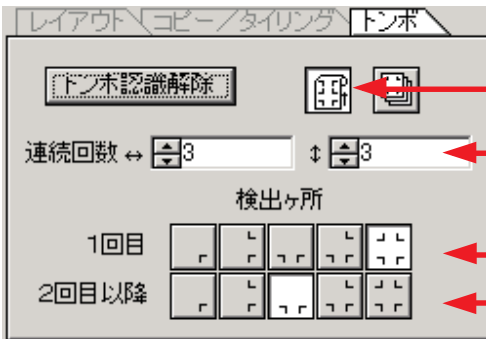 レイアウト コピー/タイリング トンボ
トンボ認識解除
連続回数 ↔ 3 ↕ 3
検出ヶ所
1回目
2回目以降